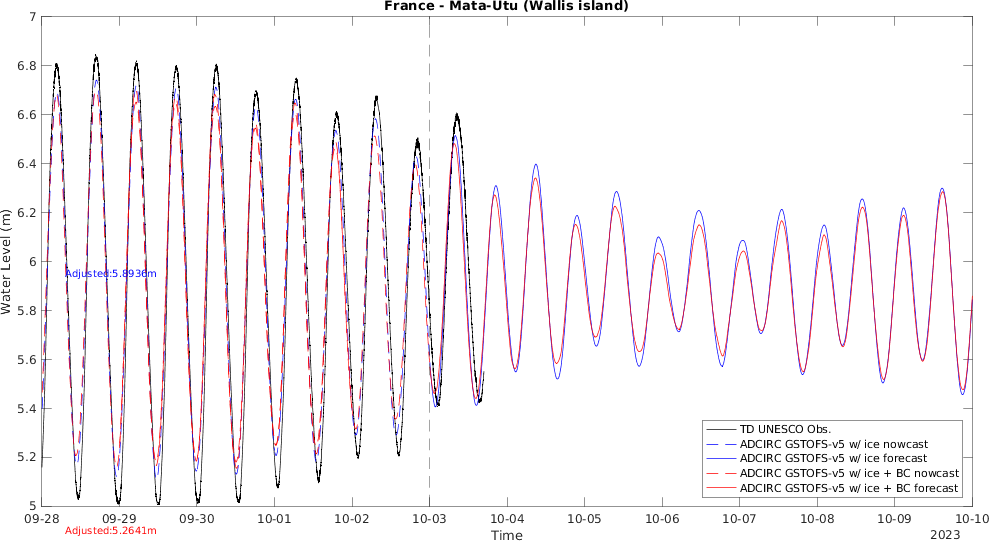 France - Mata-Utu (Wallis island)
7
6.8
6.6
6.4
6.2
6
5.8
5.6
5.4
5.2
5
Water Level (m)
Adjusted:5.8936m
TD UNESCO Obs.
ADCIRC GSTOFS-v5 w/ ice nowcast
ADCIRC GSTOFS-v5 w/ ice forecast
ADCIRC GSTOFS-v5 w/ ice + BC nowcast
ADCIRC GSTOFS-v5 w/ ice + BC forecast
09-28 09-29 09-30 10-01 10-02 10-03 10-04 10-05 10-06 10-07 10-08 10-09 10-10
Adjusted:5.2641m
Time
2023